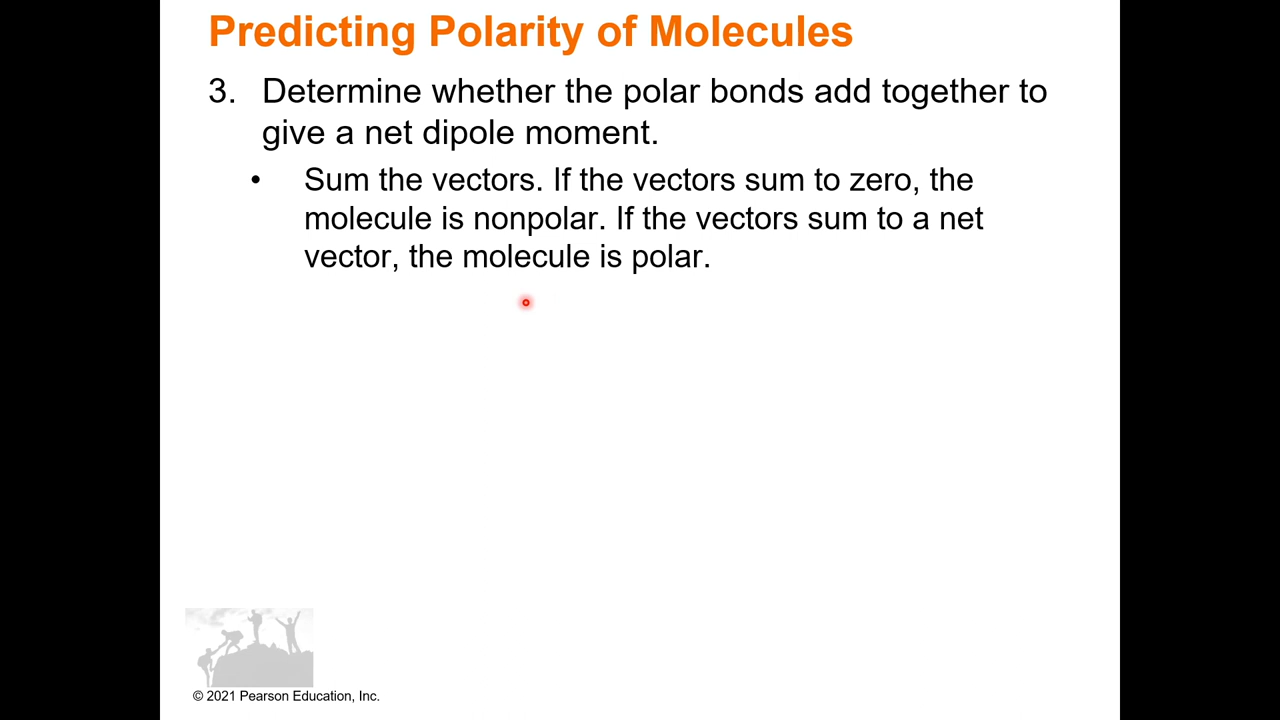 Predicting Polarity of Molecules
3. Determine whether the polar bonds add together to
give a net dipole moment.
• Sum the vectors. If the vectors sum to zero, the
molecule is nonpolar. If the vectors sum to a net
vector, the molecule is polar.
© 2021 Pearson Education, Inc.